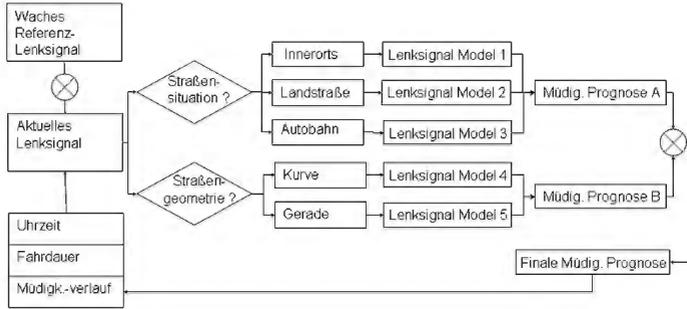 Waches
Referenz-
Lenksignal
Aktuelles
Lenksignal
Uhrzeit
Fahrdauer
Müdigk.-verlauf
Straßen-
situation ?
Straßen-
geometrie ?
Innerorts
Landstraße
Autobahn
Kurve
Gerade
Lenksignal Model 1
Lenksignal Model 2
Lenksignal Model 3
Lenksignal Model 4
Lenksignal Model 5
Müdig. Prognose A
Müdig. Prognose B
Finale Müdig. Prognose